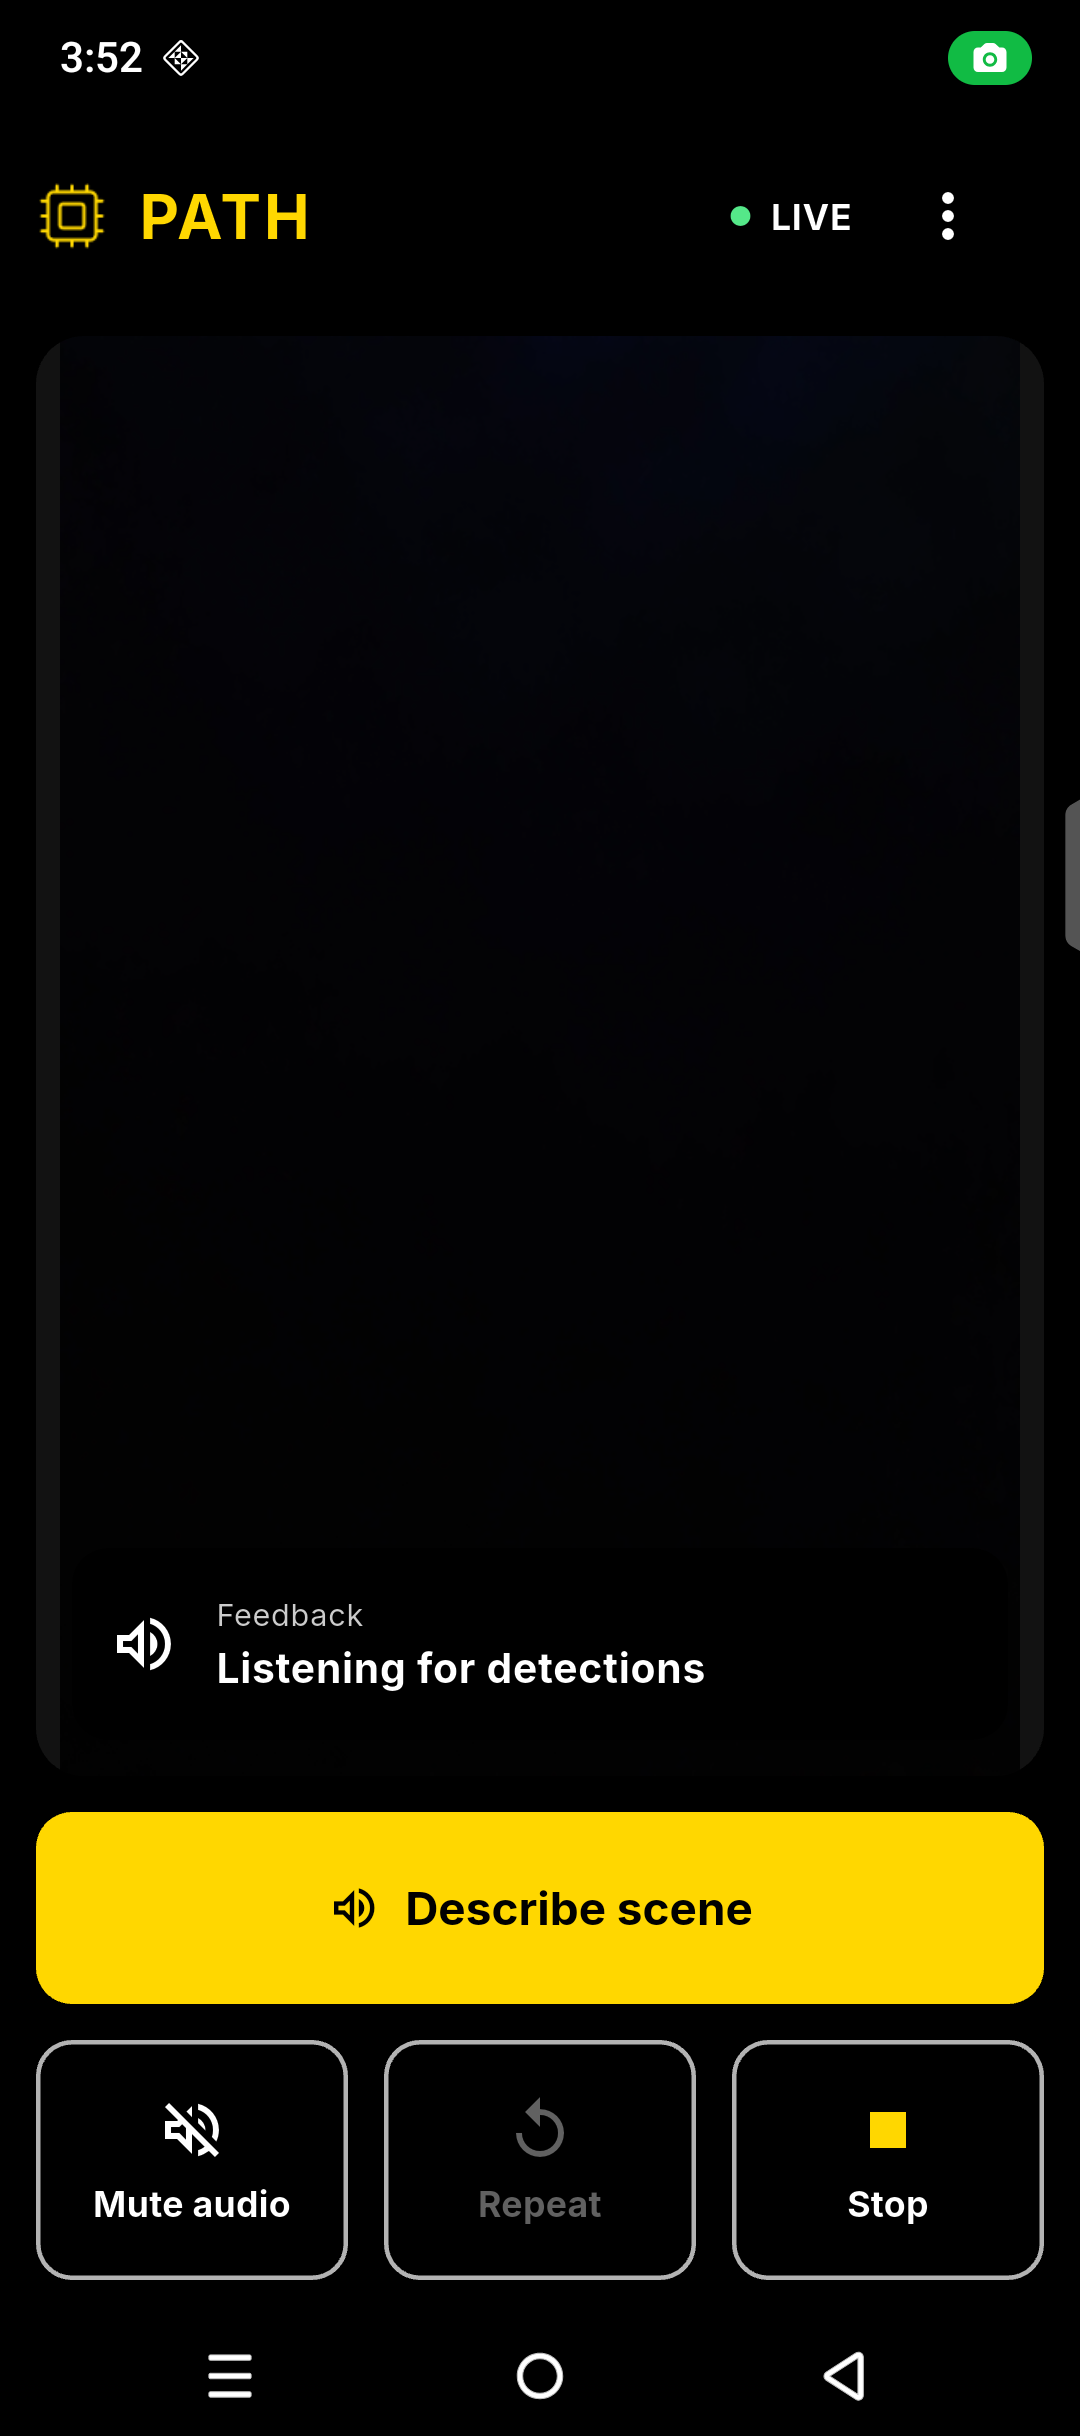 3:52
PATH
LIVE
Feedback
Listening for detections
Describe scene
Mute audio
Repeat
Stop